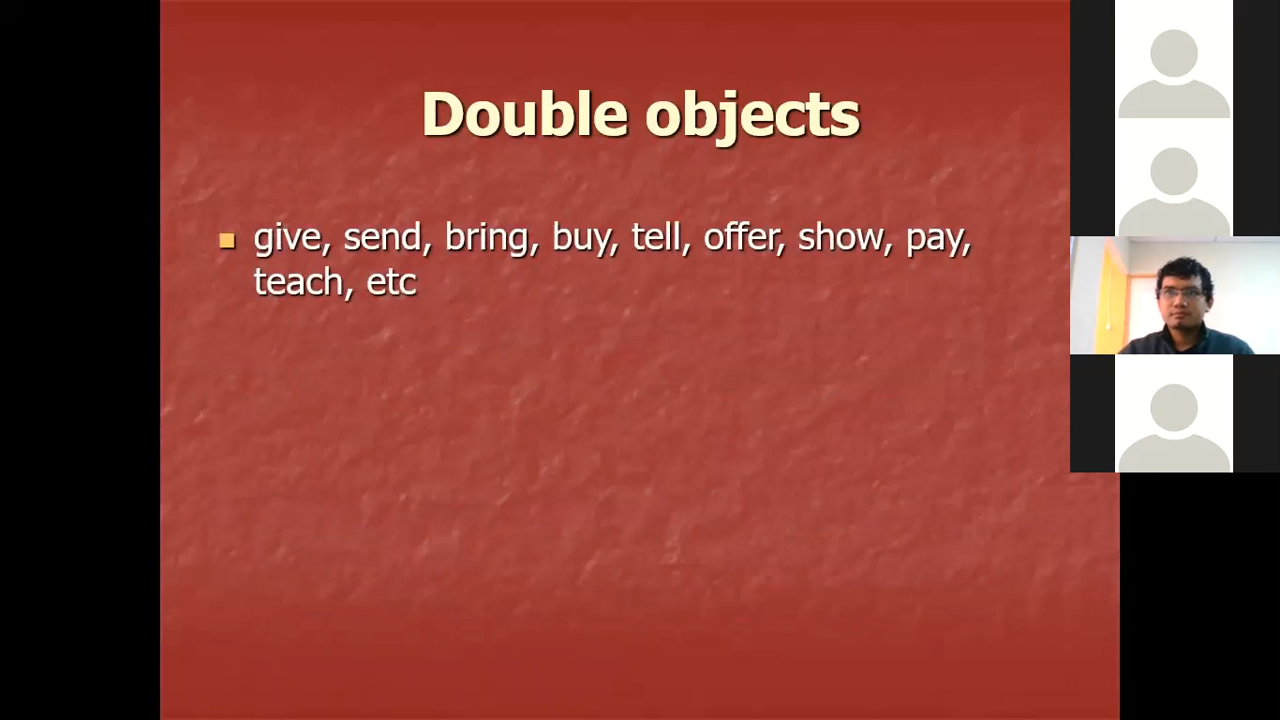 Double objects
give, send, bring, buy, tell, offer, show, pay,
teach, etc